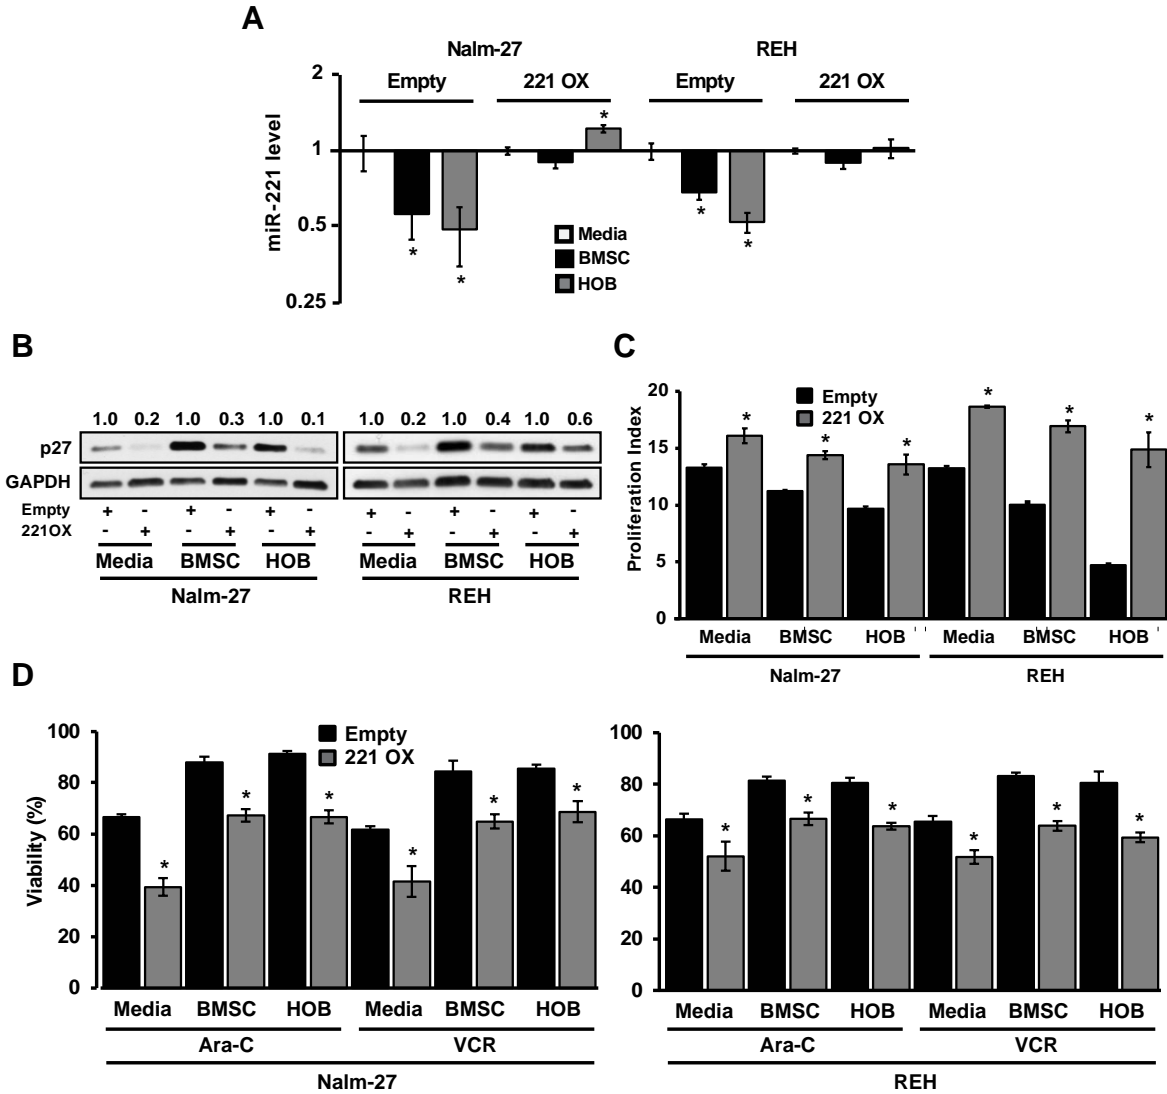 A
Nalm-27 REH
Empty 221 OX Empty 221 OX
miR-221 level
2
1
0.5
0.25
* * * * *
Media
BMSC
HOB
B
1.0 0.2 1.0 0.3 1.0 0.1 1.0 0.2 1.0 0.4 1.0 0.6
p27
GAPDH
Empty + - + - + - + - + - + -
221OX - + - + - + - + - + - +
Media BMSC HOB Media BMSC HOB
Nalm-27 REH
C
Proliferation Index
20
15
10
5
0
Empty
221 OX
* * * * * *
Media BMSC HOB Media BMSC HOB
Nalm-27 REH
D
Viability (%)
100
80
60
40
20
0
Empty
221 OX
* * * * * *
Media BMSC HOB Media BMSC HOB
Ara-C VCR
Nalm-27
100
80
60
40
20
0
* * * * * *
Media BMSC HOB Media BMSC HOB
Ara-C VCR
REH